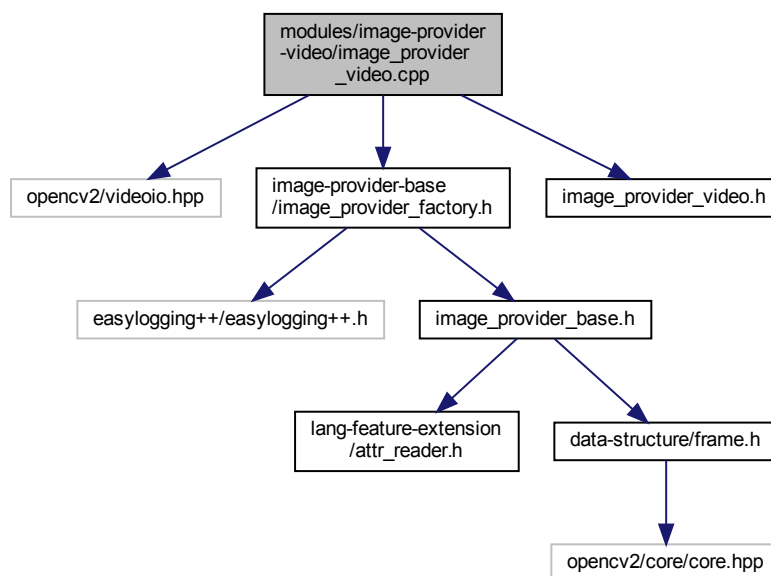 modules/image-provider
-video/image_provider
_video.cpp
opencv2/videoio.hpp
image-provider-base
/image_provider_factory.h
image_provider_video.h
easylogging++/easylogging++.h
image_provider_base.h
lang-feature-extension
/attr_reader.h
data-structure/frame.h
opencv2/core/core.hpp